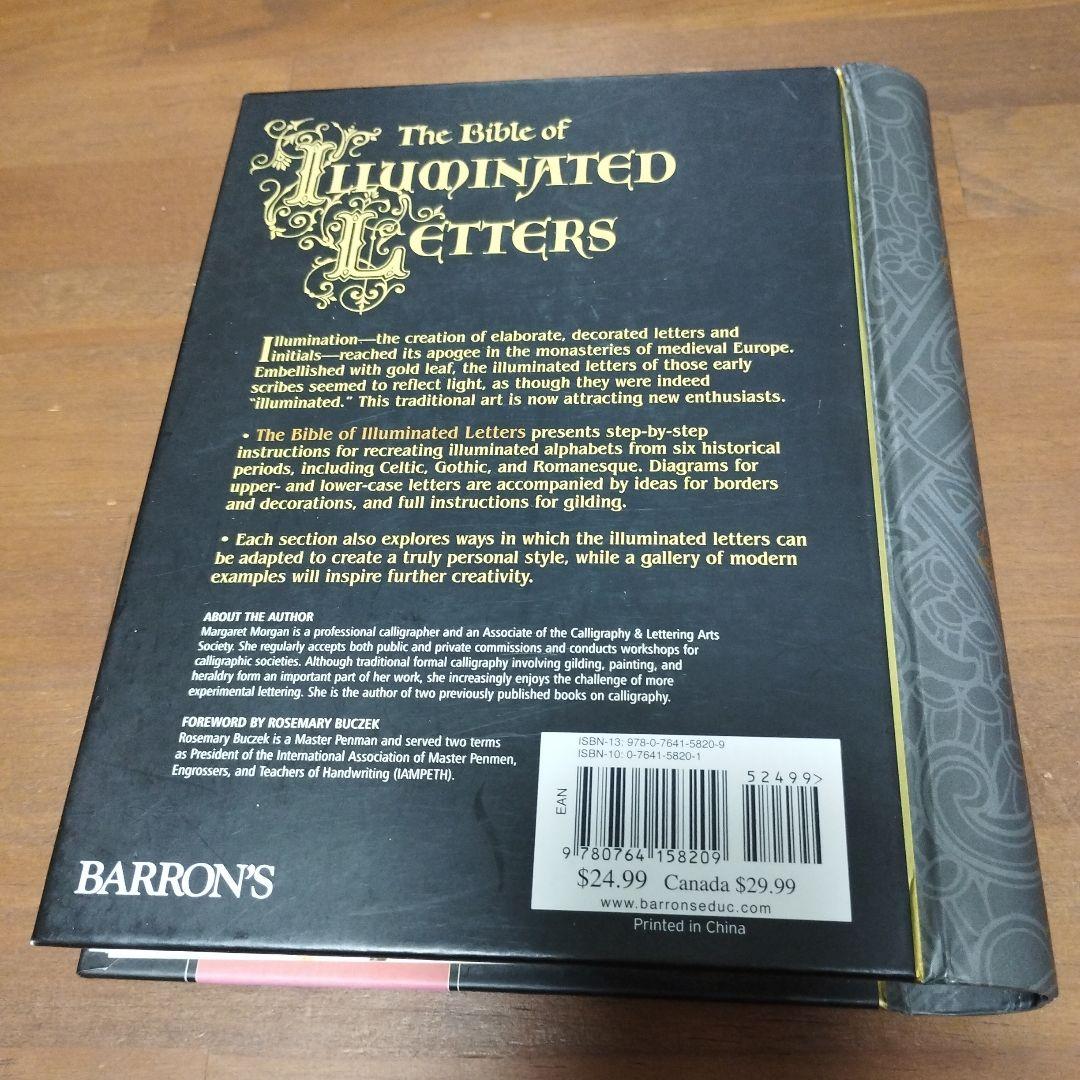 The Bible of
ILLUMINATED
LETTERS
Illumination—the creation of elaborate, decorated letters and
initials—reached its apogee in the monasteries of medieval Europe.
Embellished with gold leaf, the illuminated letters of those early
scribes seemed to reflect light, as though they were indeed
"illuminated." This traditional art is now attracting new enthusiasts.
• The Bible of Illuminated Letters presents step-by-step
instructions for recreating illuminated alphabets from six historical
periods, including Celtic, Gothic, and Romanesque. Diagrams for
upper- and lower-case letters are accompanied by ideas for borders
and decorations, and full instructions for gilding.
• Each section also explores ways in which the illuminated letters can
be adapted to create a truly personal style, while a gallery of modern
examples will inspire further creativity.
ABOUT THE AUTHOR
Margaret Morgan is a professional calligrapher and an Associate of the Calligraphy & Lettering Arts
Society. She regularly accepts both public and private commissions and conducts workshops for
calligraphic societies. Although traditional formal calligraphy involving gilding, painting, and
heraldry form an important part of her work, she increasingly enjoys the challenge of more
experimental lettering. She is the author of two previously published books on calligraphy.
FOREWORD BY ROSEMARY BUCZEK
Rosemary Buczek is a Master Penman and served two terms
as President of the International Association of Master Penmen,
Engrossers, and Teachers of Handwriting (IAMPETH).
ISBN-13: 978-0-7641-5820-9
ISBN-10: 0-7641-5820-1
52499>
EAN
9 780764 158209
$24.99 Canada $29.99
www.barronseduc.com
Printed in China
BARRON'S